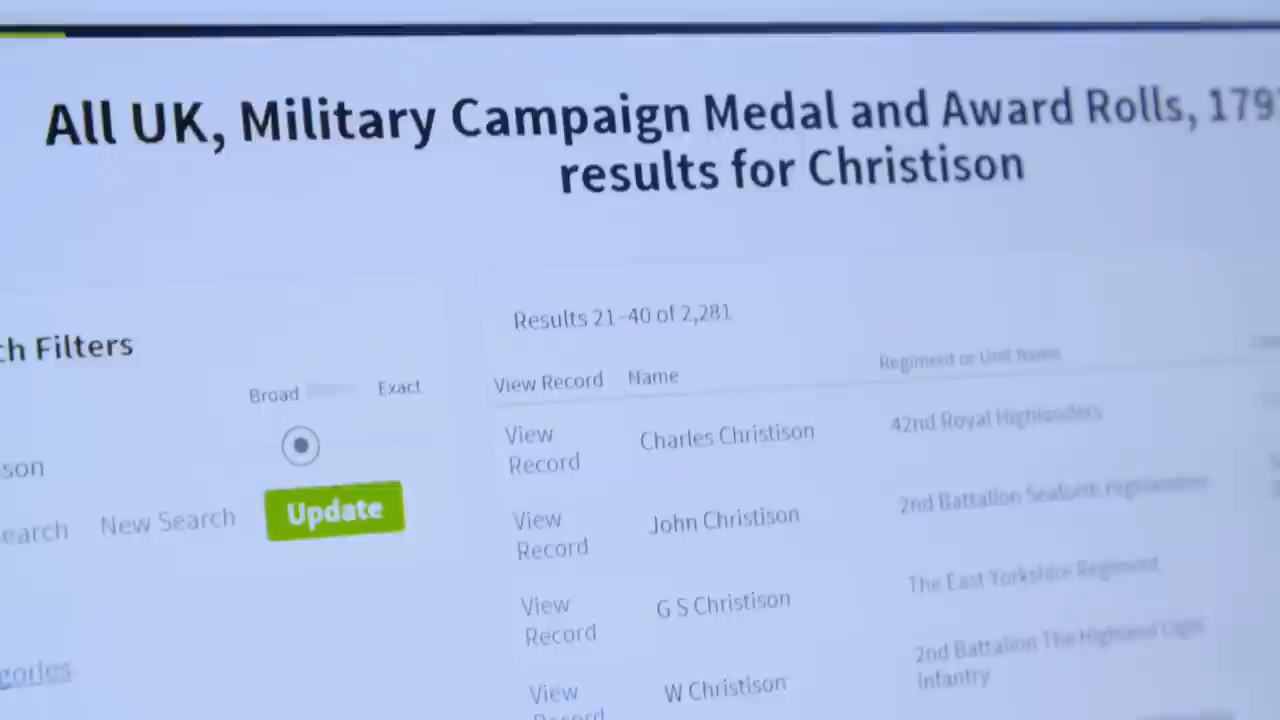 All UK, Military Campaign Medal and Award Rolls, 179
results for Christison
Results 21-40 of 2,281
ch Filters
View Record Name Regiment or Unit Name
Broad Exact
View Record Charles Christison 42nd Royal Highlanders
son
View Record John Christison 2nd Battalion Seaforth Highlanders
earch New Search Update
View Record G S Christison The East Yorkshire Regiment
gories
View Record W Christison 2nd Battalion The Highland Light Infantry